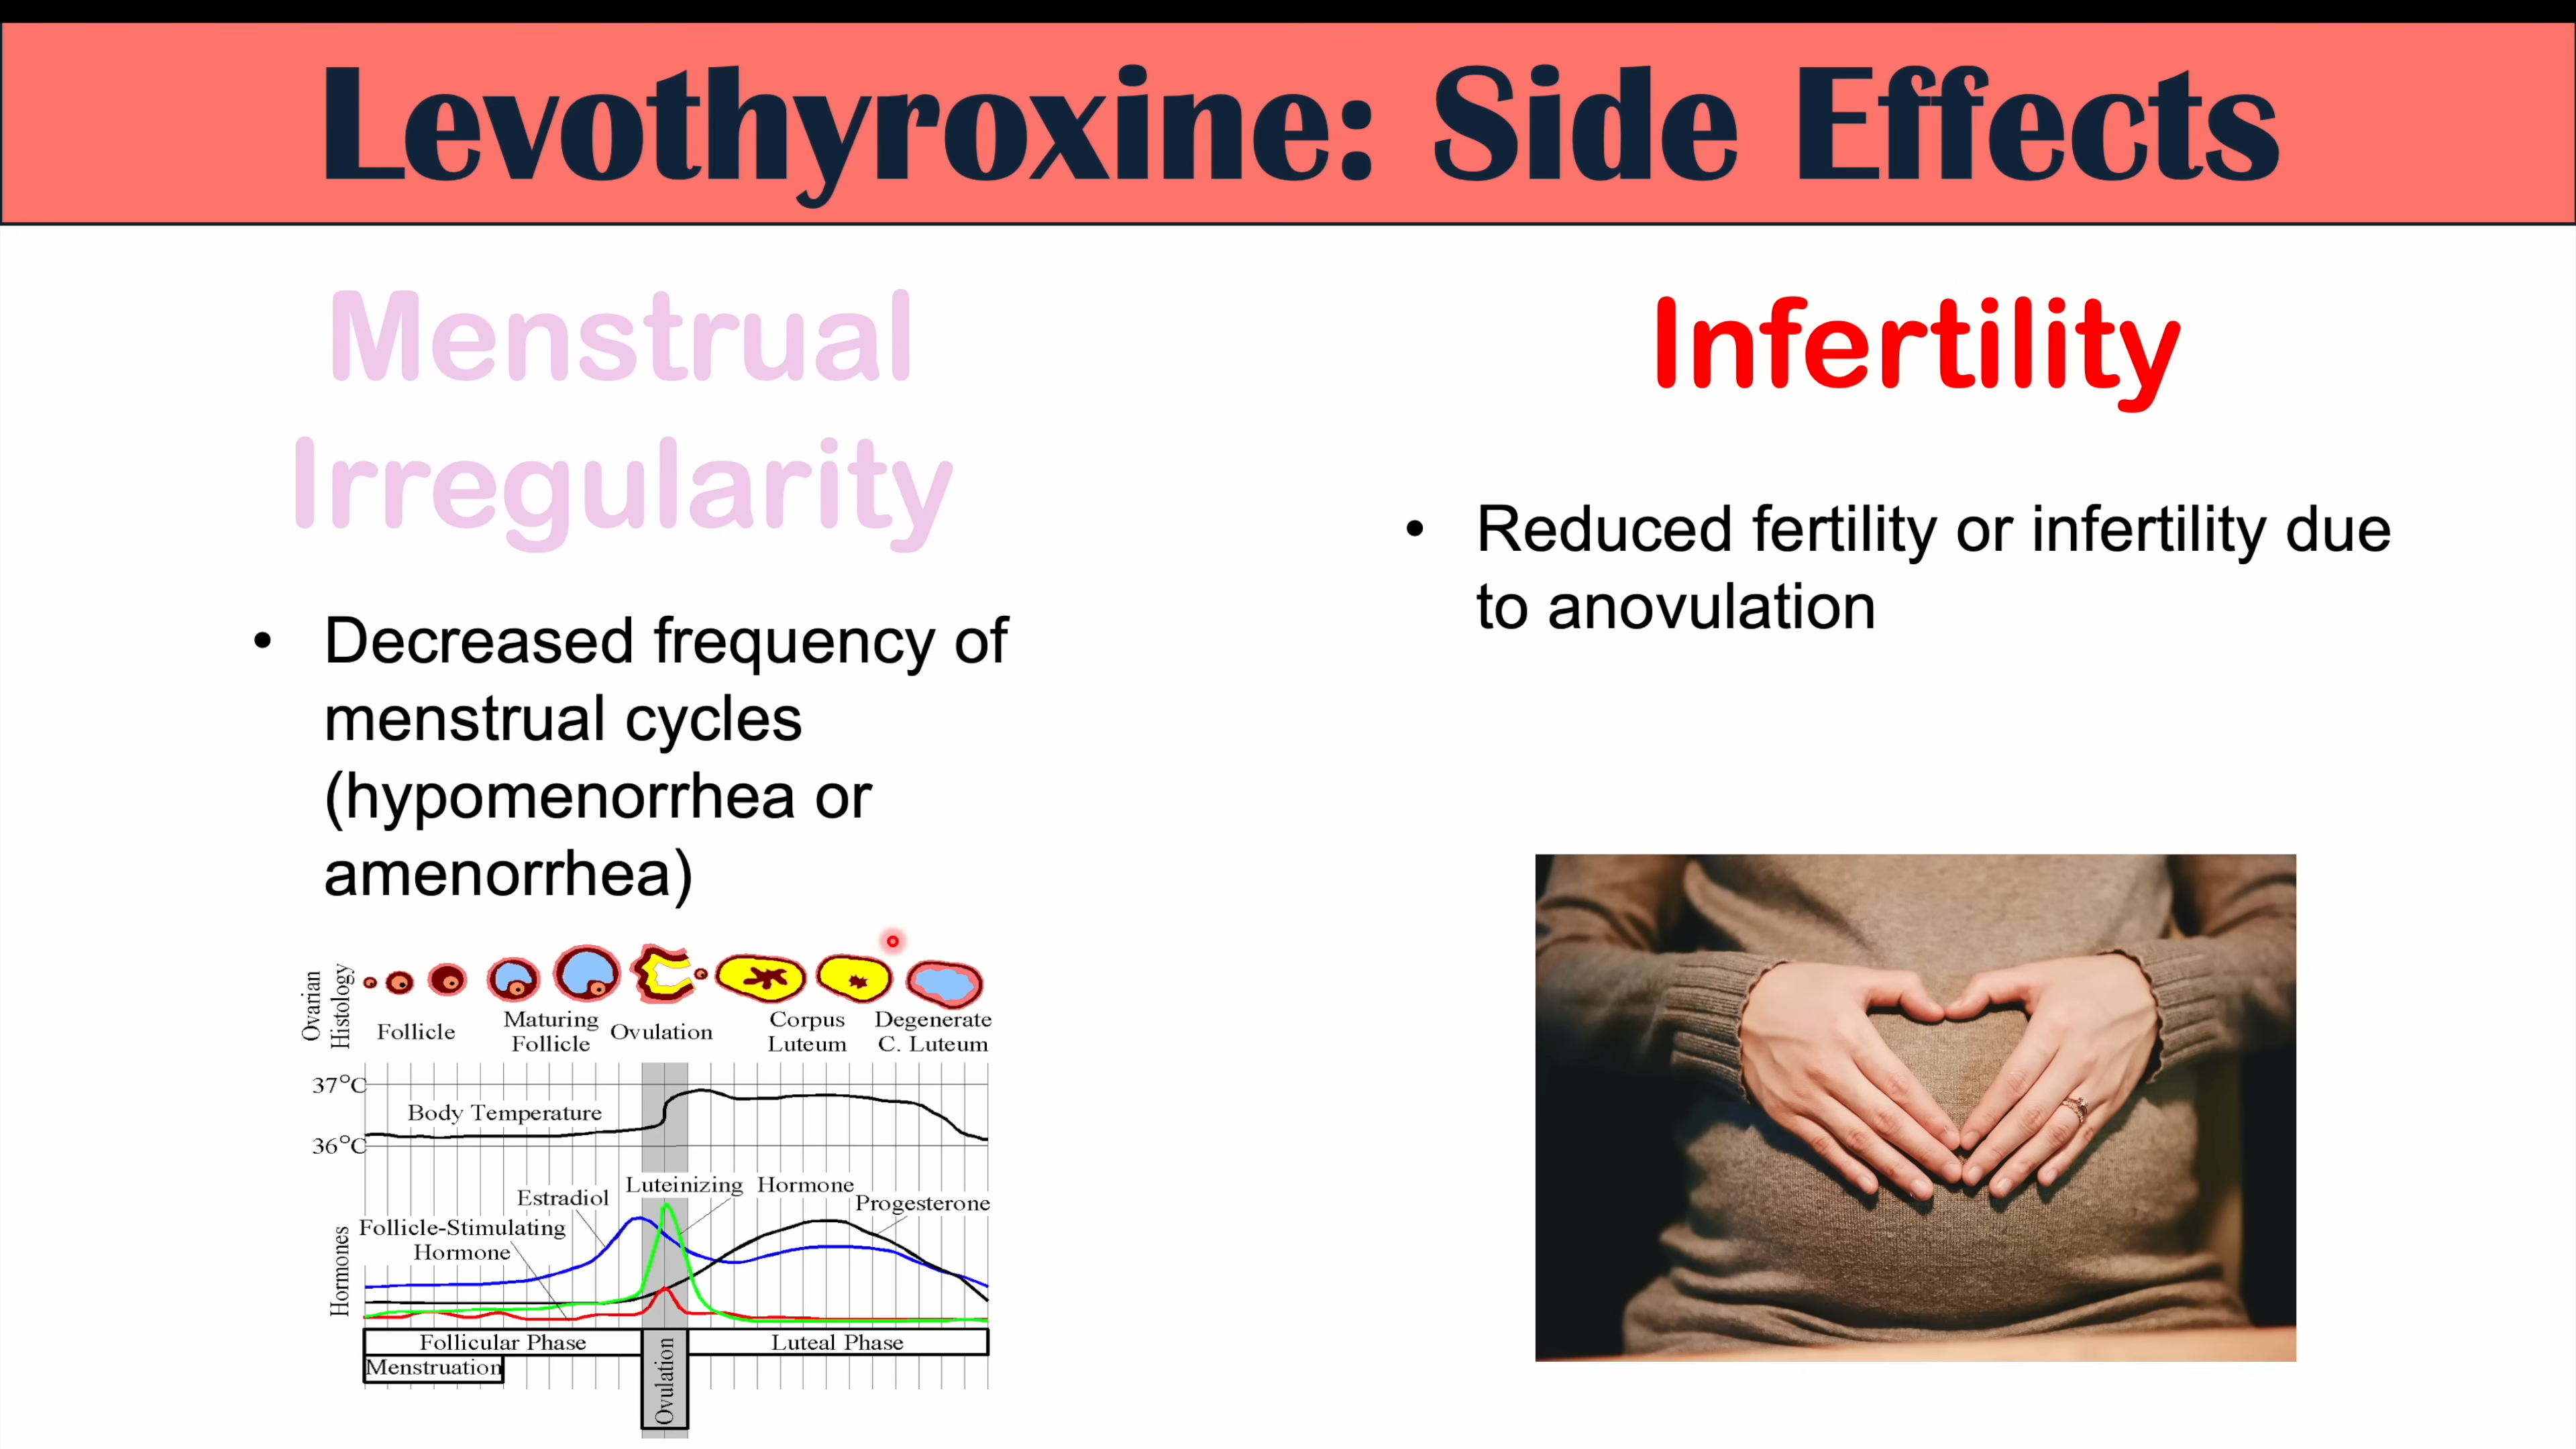 Levothyroxine: Side Effects
Menstrual
Irregularity
• Decreased frequency of
menstrual cycles
(hypomenorrhea or
amenorrhea)
Infertility
• Reduced fertility or infertility due
to anovulation
Ovarian
Histology
Follicle
Maturing
Follicle
Ovulation
Corpus
Luteum
Degenerate
C. Luteum
37°C
Body Temperature
36°C
Hormones
Luteinizing Hormone
Estradiol
Progesterone
Follicle-Stimulating
Hormone
Follicular Phase
Luteal Phase
Menstruation
Ovulation